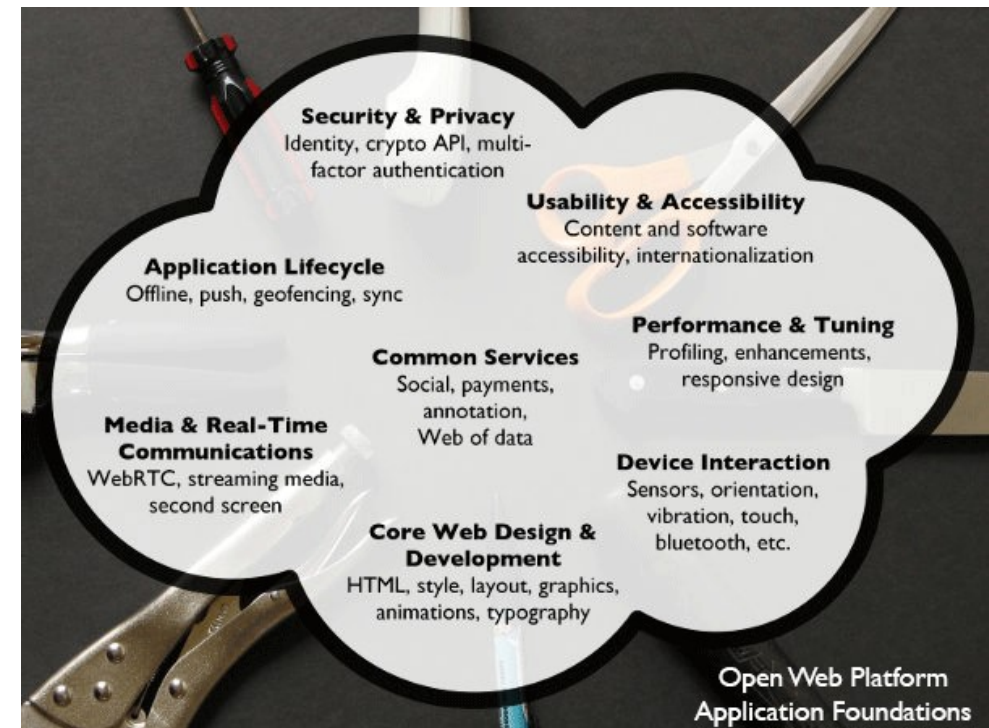 Security & Privacy
Identity, crypto API, multi-
factor authentication
Usability & Accessibility
Content and software
accessibility, internationalization
Application Lifecycle
Offline, push, geofencing, sync
Performance & Tuning
Profiling, enhancements,
responsive design
Common Services
Social, payments,
annotation,
Web of data
Media & Real-Time
Communications
WebRTC, streaming media,
second screen
Device Interaction
Sensors, orientation,
vibration, touch,
bluetooth, etc.
Core Web Design &
Development
HTML, style, layout, graphics,
animations, typography
Open Web Platform
Application Foundations